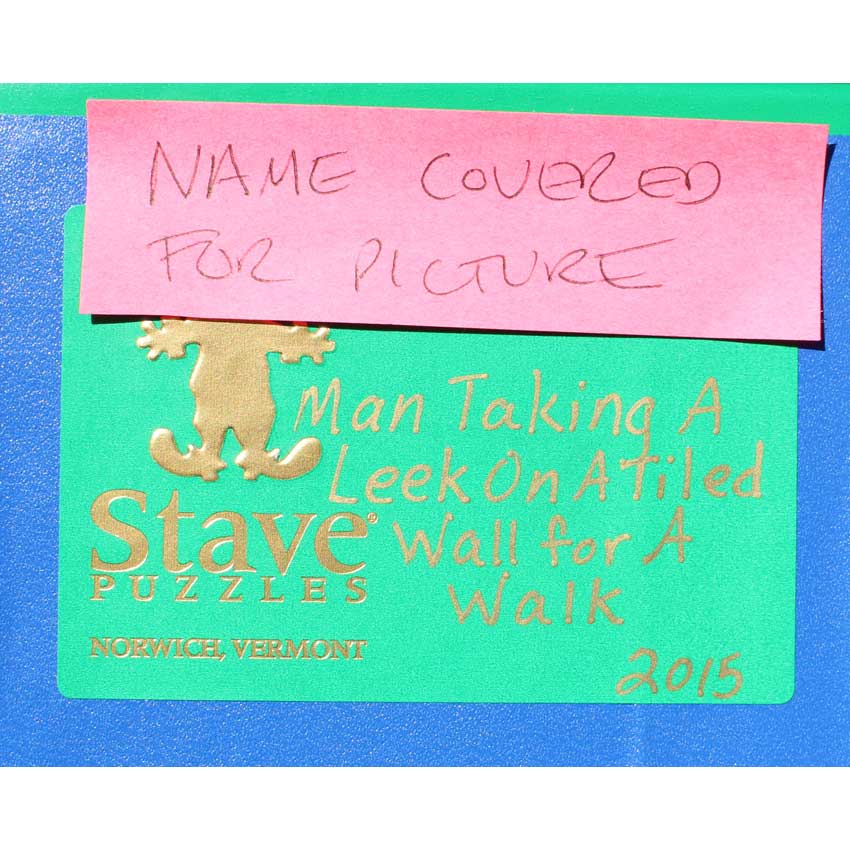 NAME COVERED
FOR PICTURE
Man Taking A
Leek On A Tiled
Wall for A
Walk
Stave®
PUZZLES
NORWICH, VERMONT
2015